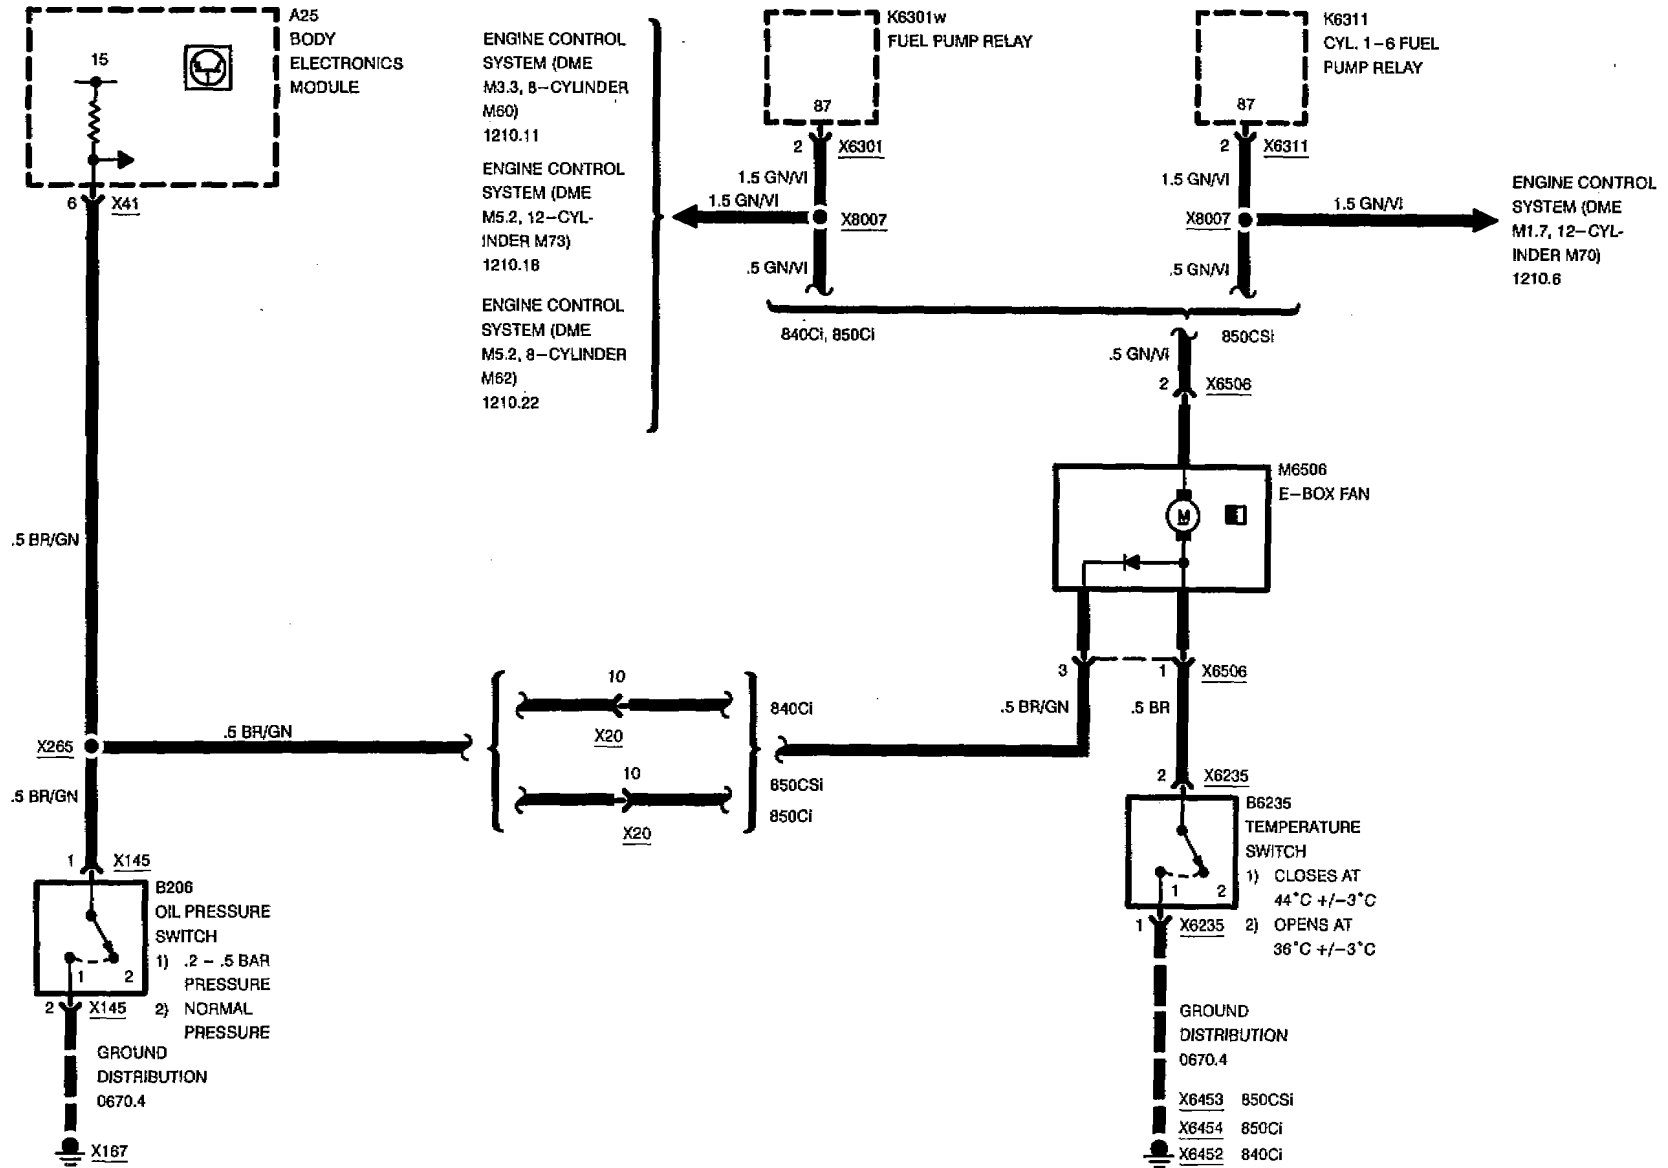 A25
BODY
ELECTRONICS
MODULE
15
6 X41
.5 BR/GN
X265
.5 BR/GN
.5 BR/GN
1 X145
B206
OIL PRESSURE
SWITCH
1) .2 – .5 BAR
PRESSURE
2) NORMAL
PRESSURE
1 2
2 X145
GROUND
DISTRIBUTION
0670.4
X167
ENGINE CONTROL
SYSTEM (DME
M3.3, 8–CYLINDER
M60)
1210.11
ENGINE CONTROL
SYSTEM (DME
M5.2, 12–CYL-
INDER M73)
1210.18
ENGINE CONTROL
SYSTEM (DME
M5.2, 8–CYLINDER
M62)
1210.22
K6301w
FUEL PUMP RELAY
87
2 X6301
1.5 GN/VI
1.5 GN/VI
X8007
.5 GN/VI
K6311
CYL. 1–6 FUEL
PUMP RELAY
87
2 X6311
1.5 GN/VI
1.5 GN/VI
X8007
.5 GN/VI
ENGINE CONTROL
SYSTEM (DME
M1.7, 12–CYL-
INDER M70)
1210.6
840Ci, 850Ci
850CSi
.5 GN/VI
2 X6506
M6506
E–BOX FAN
M
3 1 X6506
.5 BR/GN
.5 BR
10
X20
840Ci
10
X20
850CSi
850Ci
2 X6235
B6235
TEMPERATURE
SWITCH
1) CLOSES AT
44°C +/–3°C
2) OPENS AT
36°C +/–3°C
1 2
1 X6235
GROUND
DISTRIBUTION
0670.4
X6453 850CSi
X6454 850Ci
X6452 840Ci